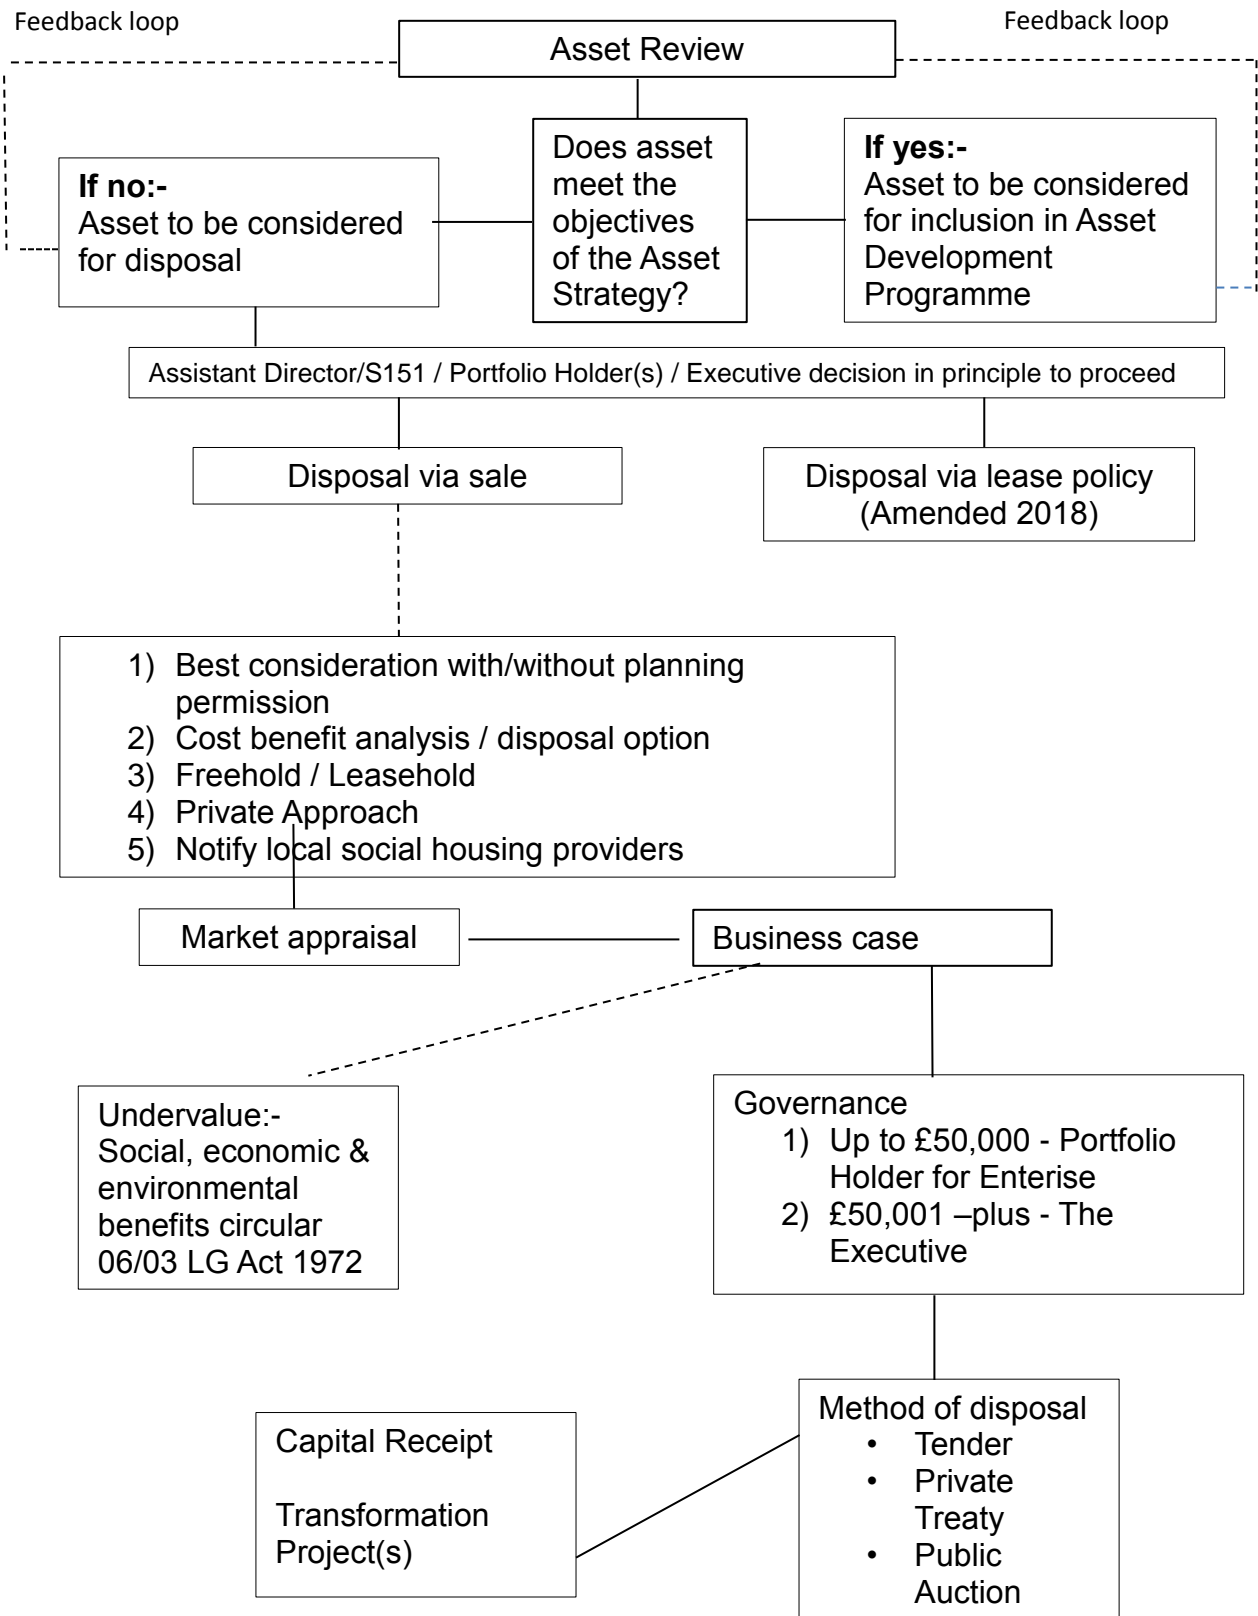 Feedback loop
Feedback loop
Asset Review
If no:-
Asset to be considered
for disposal
Does asset
meet the
objectives
of the Asset
Strategy?
If yes:-
Asset to be considered
for inclusion in Asset
Development
Programme
Assistant Director/S151 / Portfolio Holder(s) / Executive decision in principle to proceed
Disposal via sale
Disposal via lease policy
(Amended 2018)
1) Best consideration with/without planning
permission
2) Cost benefit analysis / disposal option
3) Freehold / Leasehold
4) Private Approach
5) Notify local social housing providers
Market appraisal
Business case
Undervalue:-
Social, economic &
environmental
benefits circular
06/03 LG Act 1972
Governance
1) Up to £50,000 - Portfolio
Holder for Enterise
2) £50,001 –plus - The
Executive
Capital Receipt
Transformation
Project(s)
Method of disposal
• Tender
• Private
Treaty
• Public
Auction